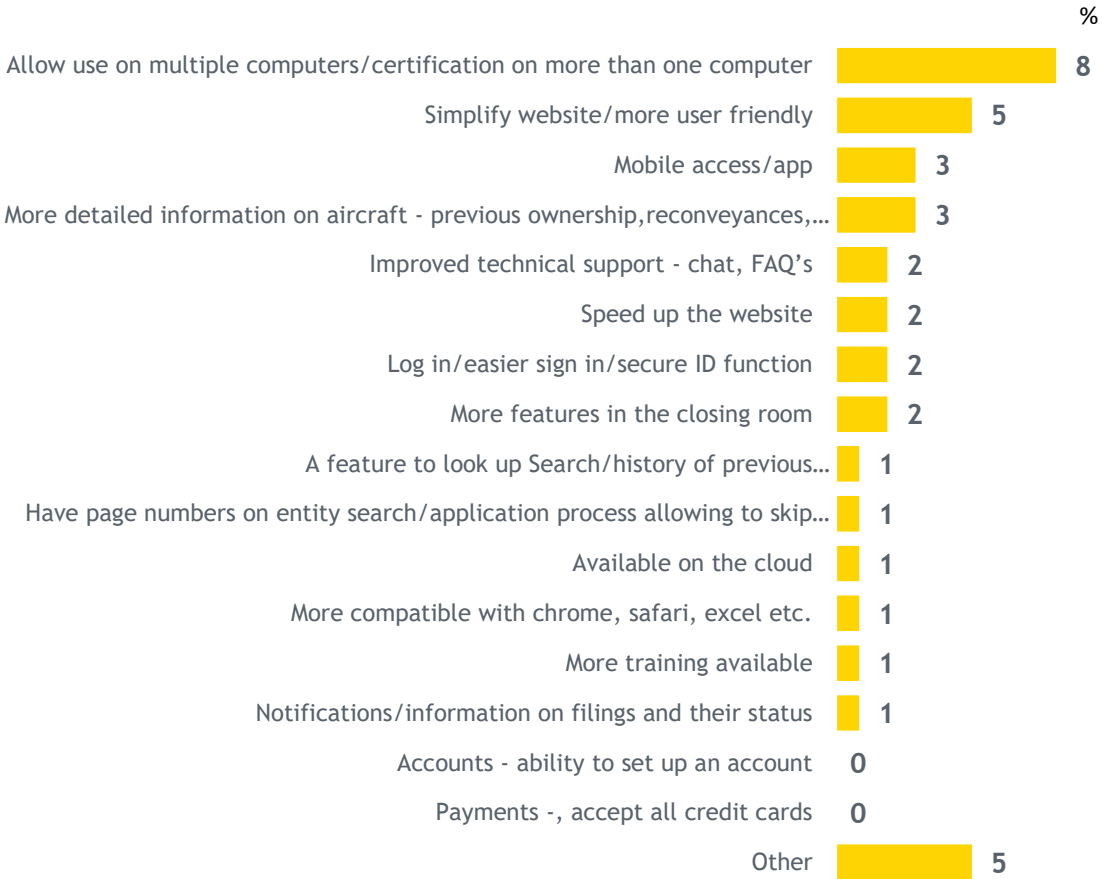 %
Allow use on multiple computers/certification on more than one computer 8
Simplify website/more user friendly 5
Mobile access/app 3
More detailed information on aircraft - previous ownership,reconveyances,… 3
Improved technical support - chat, FAQ’s 2
Speed up the website 2
Log in/easier sign in/secure ID function 2
More features in the closing room 2
A feature to look up Search/history of previous… 1
Have page numbers on entity search/application process allowing to skip… 1
Available on the cloud 1
More compatible with chrome, safari, excel etc. 1
More training available 1
Notifications/information on filings and their status 1
Accounts - ability to set up an account 0
Payments -, accept all credit cards 0
Other 5